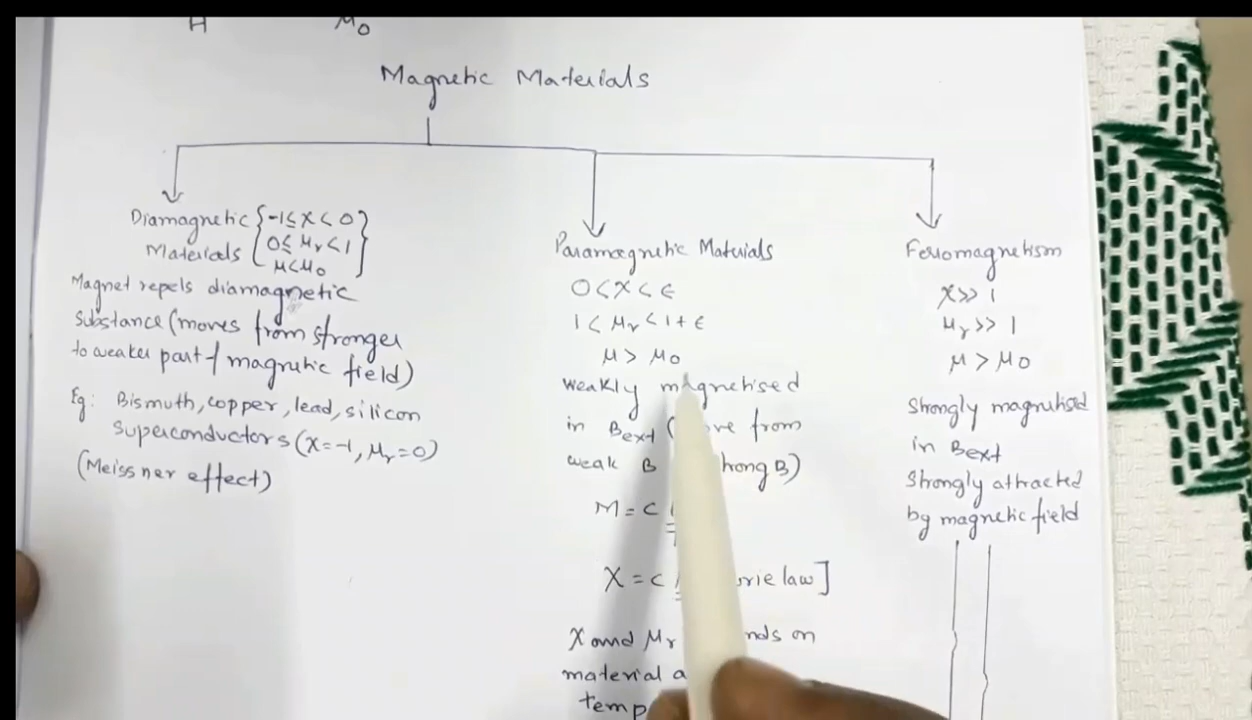 H
μ₀
Magnetic Materials
Diamagnetic {-1≤χ<0}
Materials {0≤μr<1
μ<μ₀}
Magnet repels diamagnetic
Substance (moves from stronger
to weaker part of magnetic field)
Eg: Bismuth, copper, lead, silicon
Superconductors (χ=-1, μr=0)
(Meissner effect)
Paramagnetic Materials
0<χ<ϵ
1<μr<1+ϵ
μ>μ₀
Weakly magnetised
in Bext from
weak B B)
M=C
χ=C law]
χ and μr on
material
Ferromagnetism
χ>>1
μr>>1
μ>μ₀
Strongly magnetised
in Bext
Strongly attracted
by magnetic field